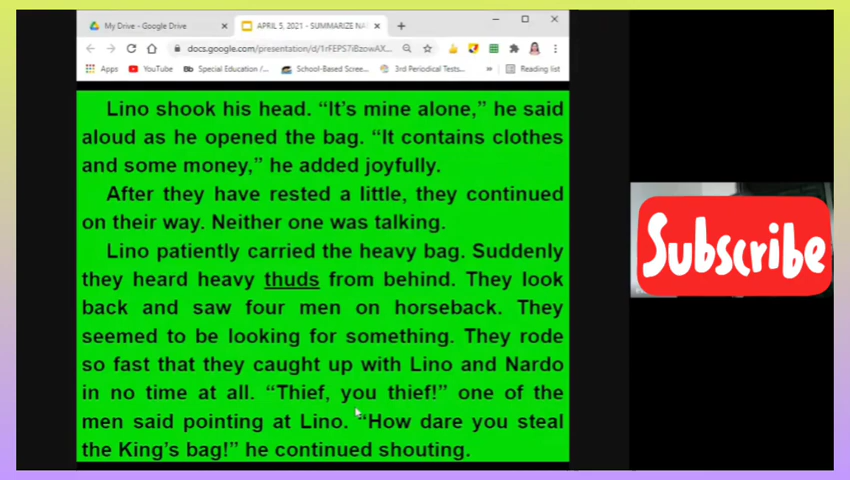 My Drive - Google Drive
APRIL 5, 2021 - SUMMARIZE NA
docs.google.com/presentation/d/1rFEPS7iBzowAX...
Apps
YouTube
Bb Special Education /...
School-Based Scree...
3rd Periodical Tests...
Reading list
Lino shook his head. “It’s mine alone,” he said
aloud as he opened the bag. “It contains clothes
and some money,” he added joyfully.
After they have rested a little, they continued
on their way. Neither one was talking.
Lino patiently carried the heavy bag. Suddenly
they heard heavy thuds from behind. They look
back and saw four men on horseback. They
seemed to be looking for something. They rode
so fast that they caught up with Lino and Nardo
in no time at all. “Thief, you thief!” one of the
men said pointing at Lino. “How dare you steal
the King’s bag!” he continued shouting.
Subscribe